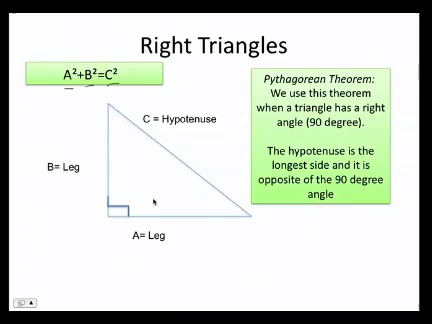 Right Triangles
A²+B²=C²
Pythagorean Theorem:
We use this theorem
when a triangle has a right
angle (90 degree).
The hypotenuse is the
longest side and it is
opposite of the 90 degree
angle
C = Hypotenuse
B= Leg
A= Leg